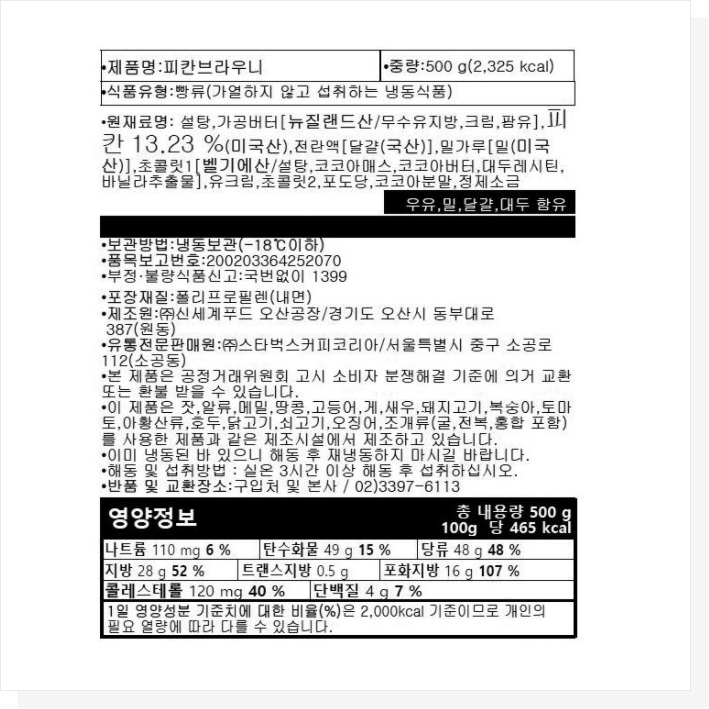 •제품명:피칸브라우니
•중량:500 g(2,325 kcal)
•식품유형:빵류(가열하지 않고 섭취하는 냉동식품)
•원재료명: 설탕,가공버터[뉴질랜드산/무수유지방,크림,팜유],피
칸 13.23 %(미국산),전란액[달걀(국산)],밀가루[밀(미국
산)],초콜릿1[벨기에산/설탕,코코아매스,코코아버터,대두레시틴,
바닐라추출물],유크림,초콜릿2,포도당,코코아분말,정제소금
우유,밀,달걀,대두 함유
•보관방법:냉동보관(-18℃이하)
•품목보고번호:200203364252070
•부정·불량식품신고:국번없이 1399
•포장재질:폴리프로필렌(내면)
•제조원:㈜신세계푸드 오산공장/경기도 오산시 동부대로
387(원동)
•유통전문판매원:㈜스타벅스커피코리아/서울특별시 중구 소공로
112(소공동)
•본 제품은 공정거래위원회 고시 소비자 분쟁해결 기준에 의거 교환
또는 환불 받을 수 있습니다.
•이 제품은 잣,알류,메밀,땅콩,고등어,게,새우,돼지고기,복숭아,토마
토,아황산류,호두,닭고기,쇠고기,오징어,조개류(굴,전복,홍합 포함)
를 사용한 제품과 같은 제조시설에서 제조하고 있습니다.
•이미 냉동된 바 있으니 해동 후 재냉동하지 마시길 바랍니다.
•해동 및 섭취방법 : 실온 3시간 이상 해동 후 섭취하십시오.
•반품 및 교환장소:구입처 및 본사 / 02)3397-6113
영양정보
총 내용량 500 g
100g 당 465 kcal
나트륨 110 mg 6 % 탄수화물 49 g 15 % 당류 48 g 48 %
지방 28 g 52 % 트랜스지방 0.5 g 포화지방 16 g 107 %
콜레스테롤 120 mg 40 % 단백질 4 g 7 %
1일 영양성분 기준치에 대한 비율(%)은 2,000kcal 기준이므로 개인의
필요 열량에 따라 다를 수 있습니다.